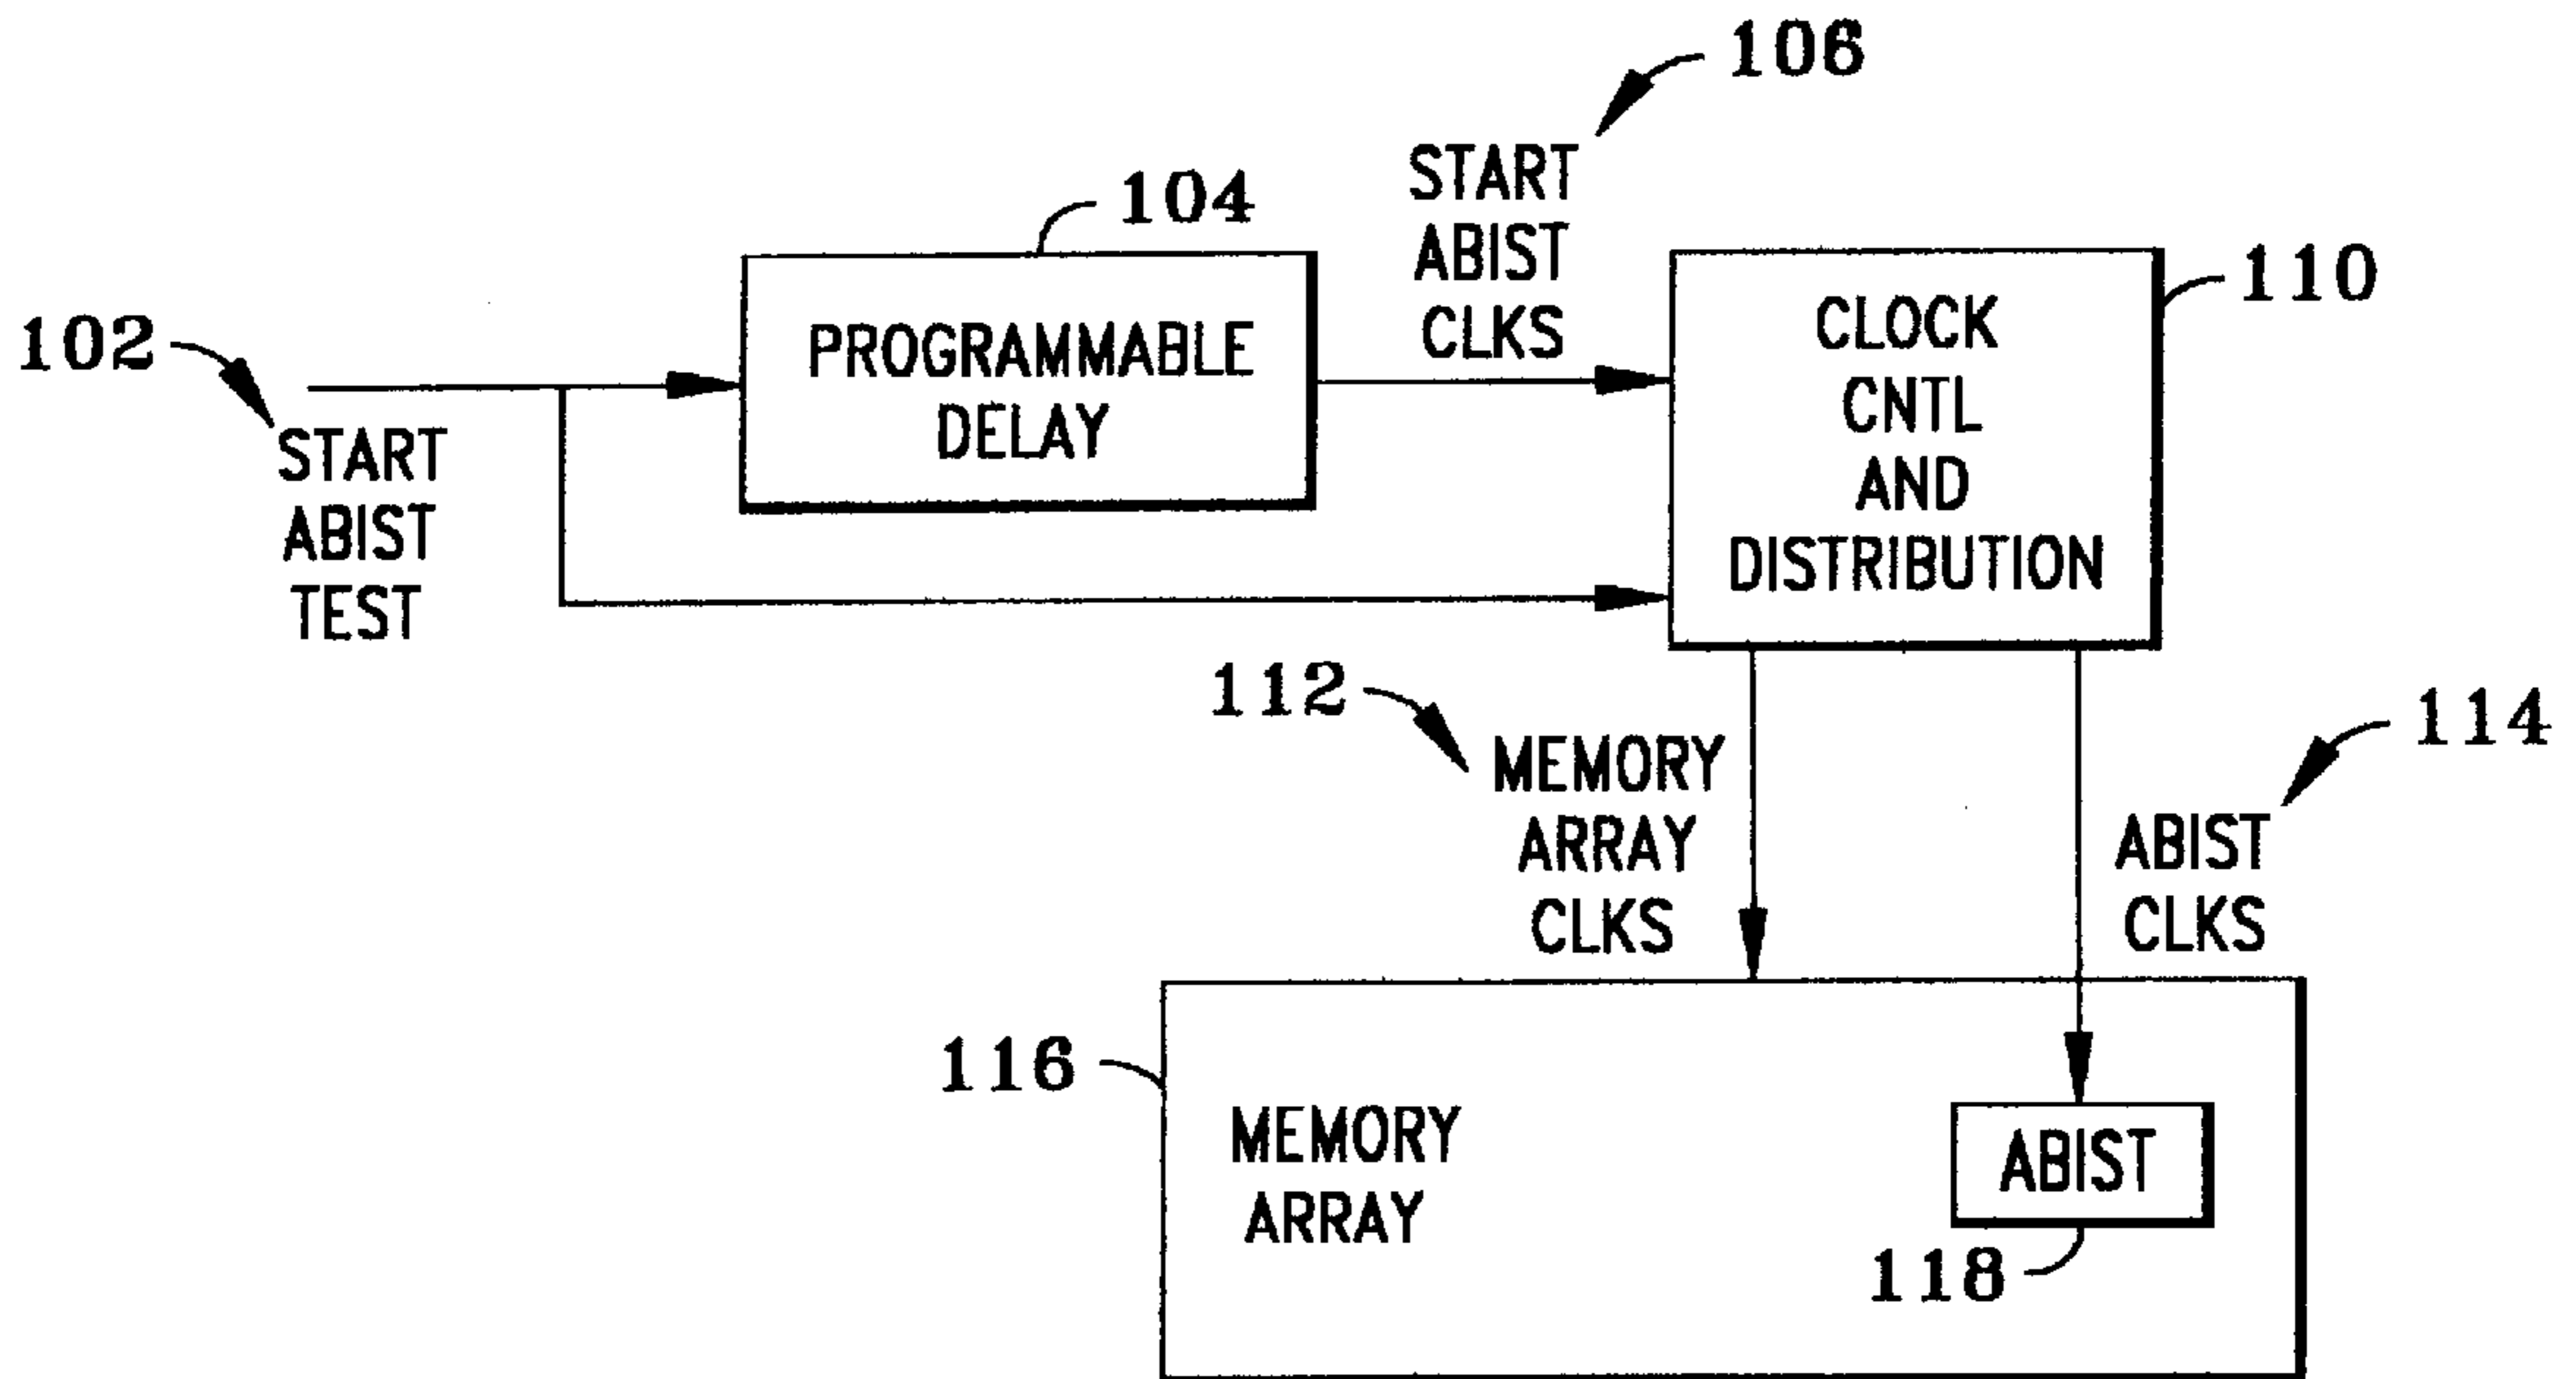 106
START
ABIST
CLKS
104
PROGRAMMABLE
DELAY
110
CLOCK
CNTL
AND
DISTRIBUTION
102
START
ABIST
TEST
112
MEMORY
ARRAY
CLKS
114
ABIST
CLKS
116
MEMORY
ARRAY
ABIST
118